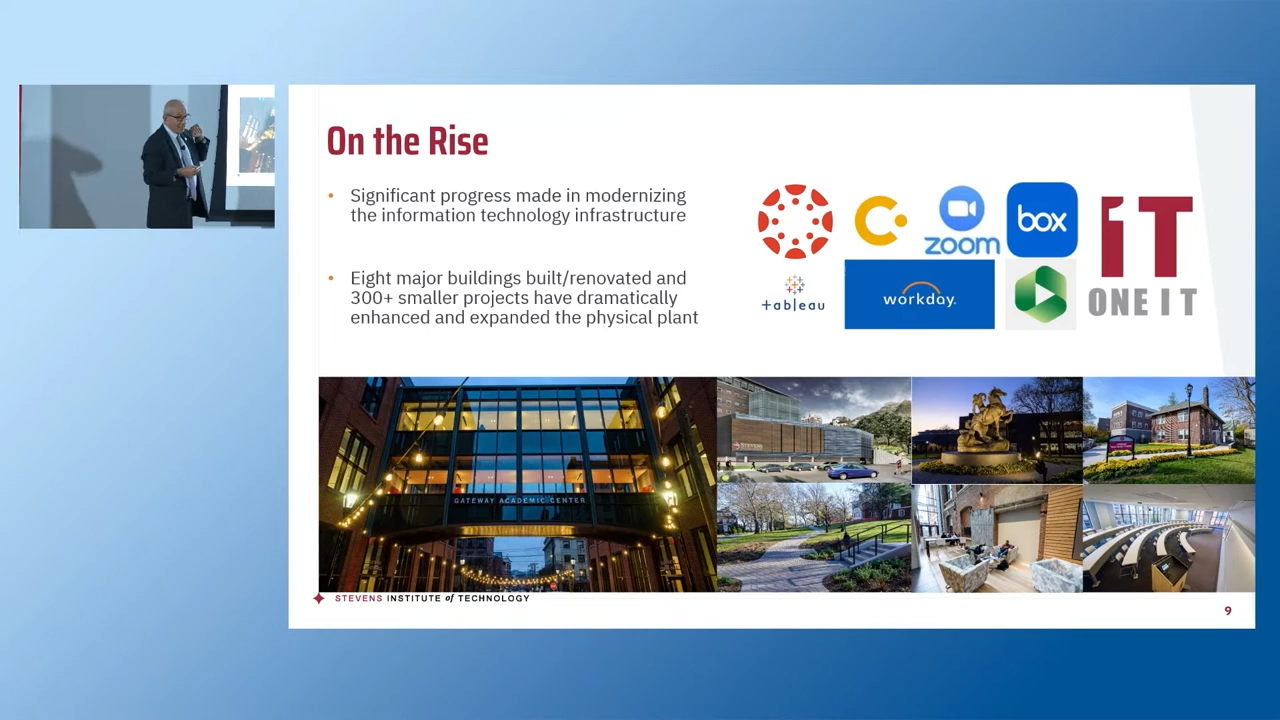 On the Rise
• Significant progress made in modernizing
the information technology infrastructure
• Eight major buildings built/renovated and
300+ smaller projects have dramatically
enhanced and expanded the physical plant
zoom
box
1T
ONE IT
+ableau
workday.
GATEWAY ACADEMIC CENTER
STEVENS
STEVENS INSTITUTE of TECHNOLOGY
9